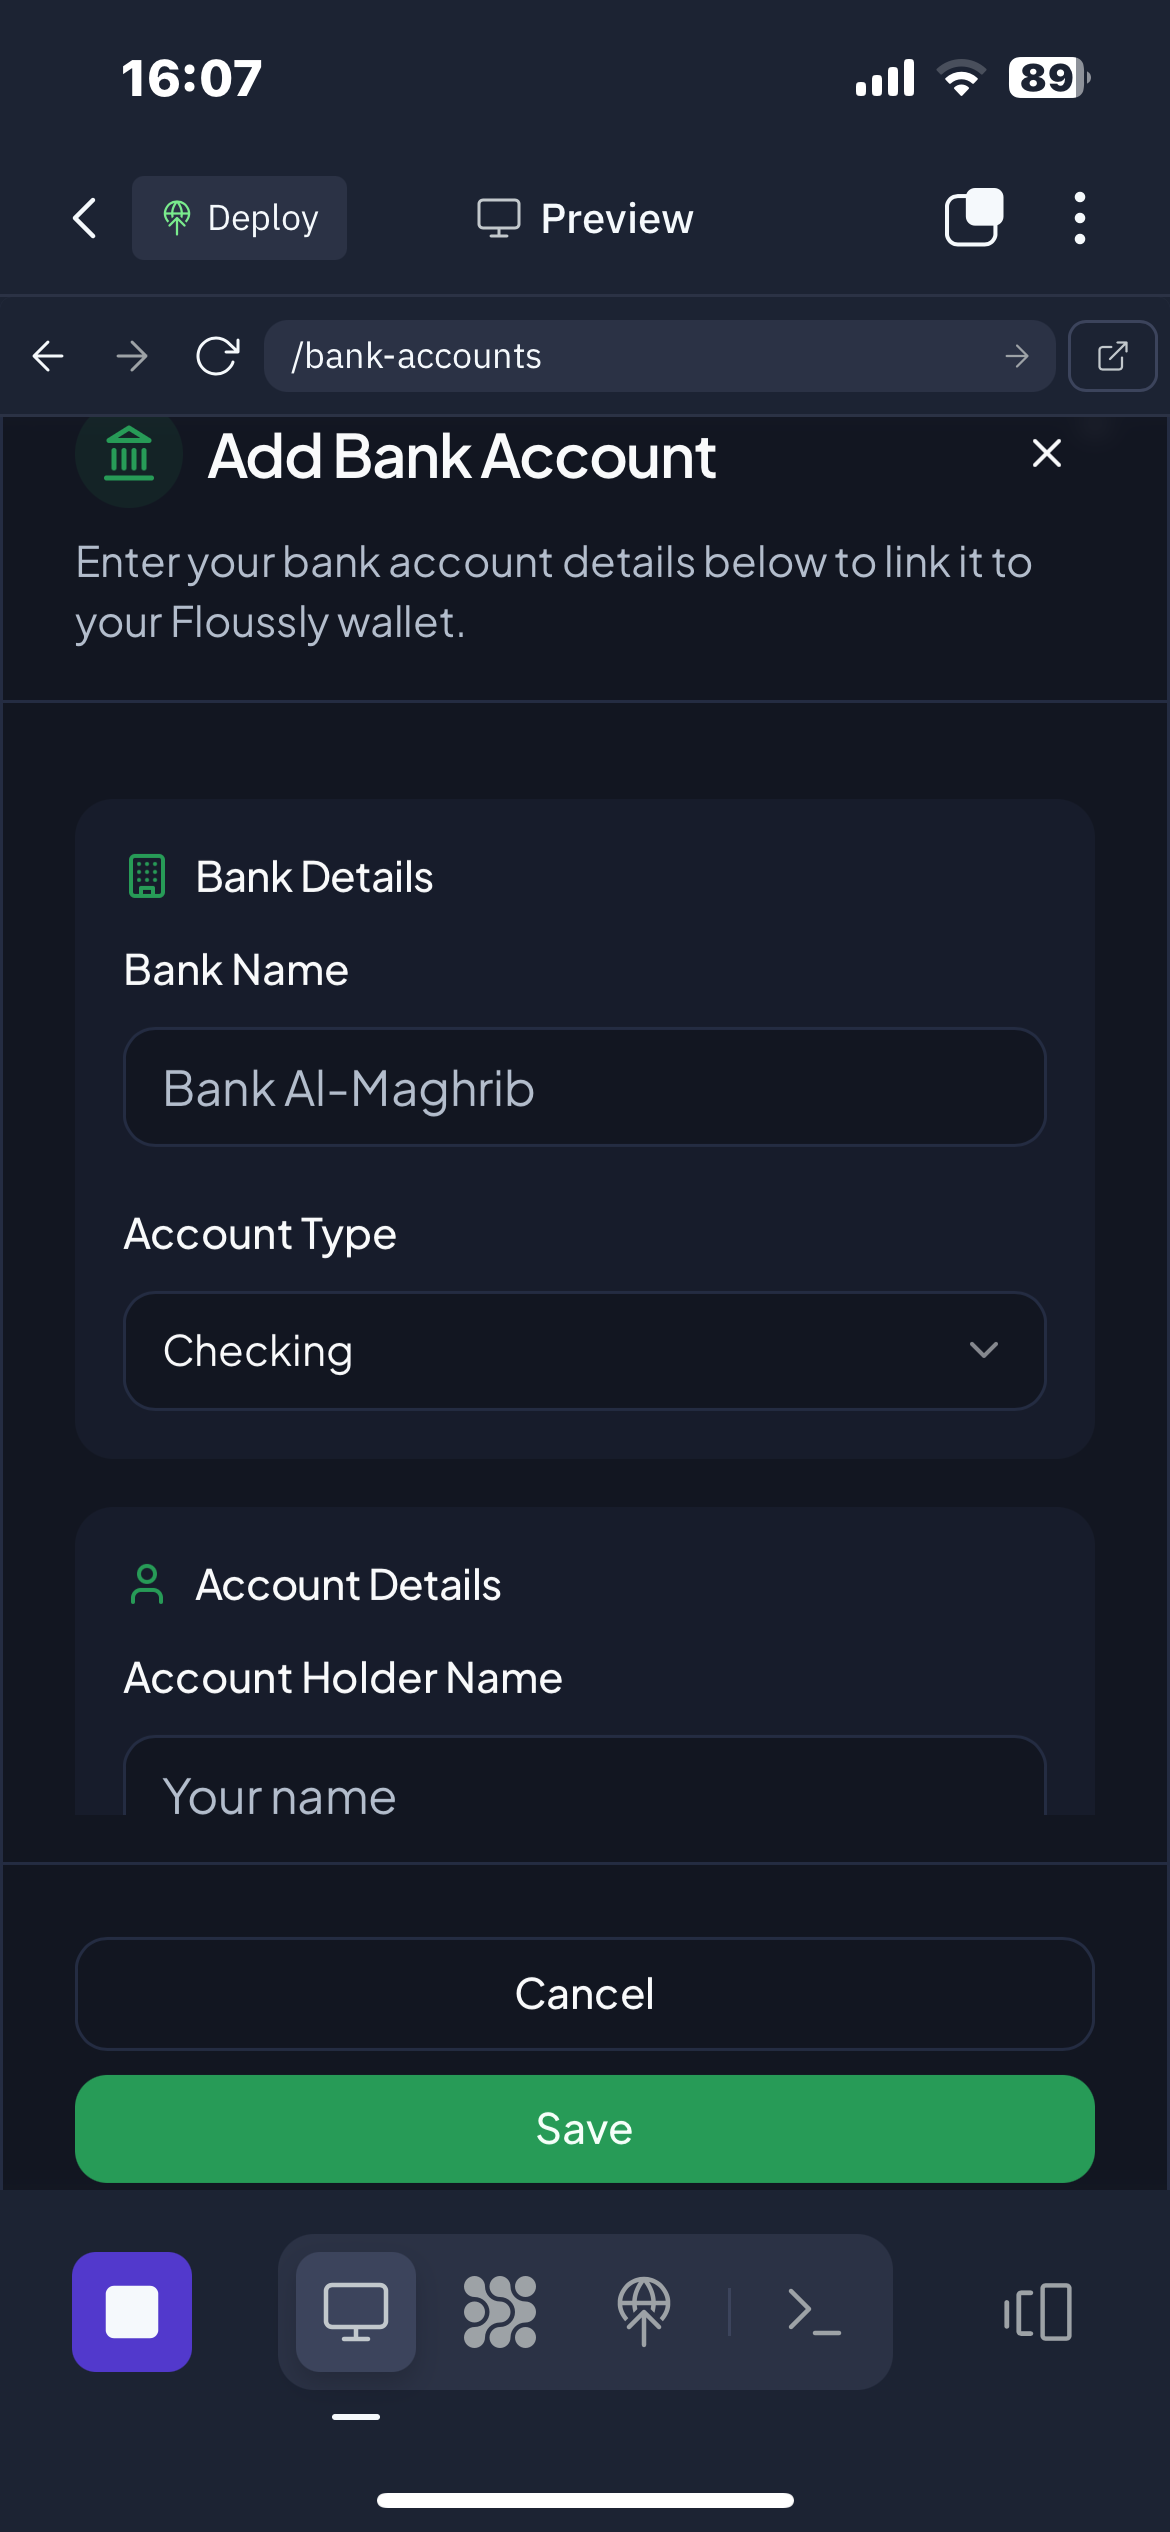 16:07
89
Deploy
Preview
/bank-accounts
Add Bank Account
Enter your bank account details below to link it to
your Floussly wallet.
Bank Details
Bank Name
Bank Al-Maghrib
Account Type
Checking
Account Details
Account Holder Name
Your name
Cancel
Save